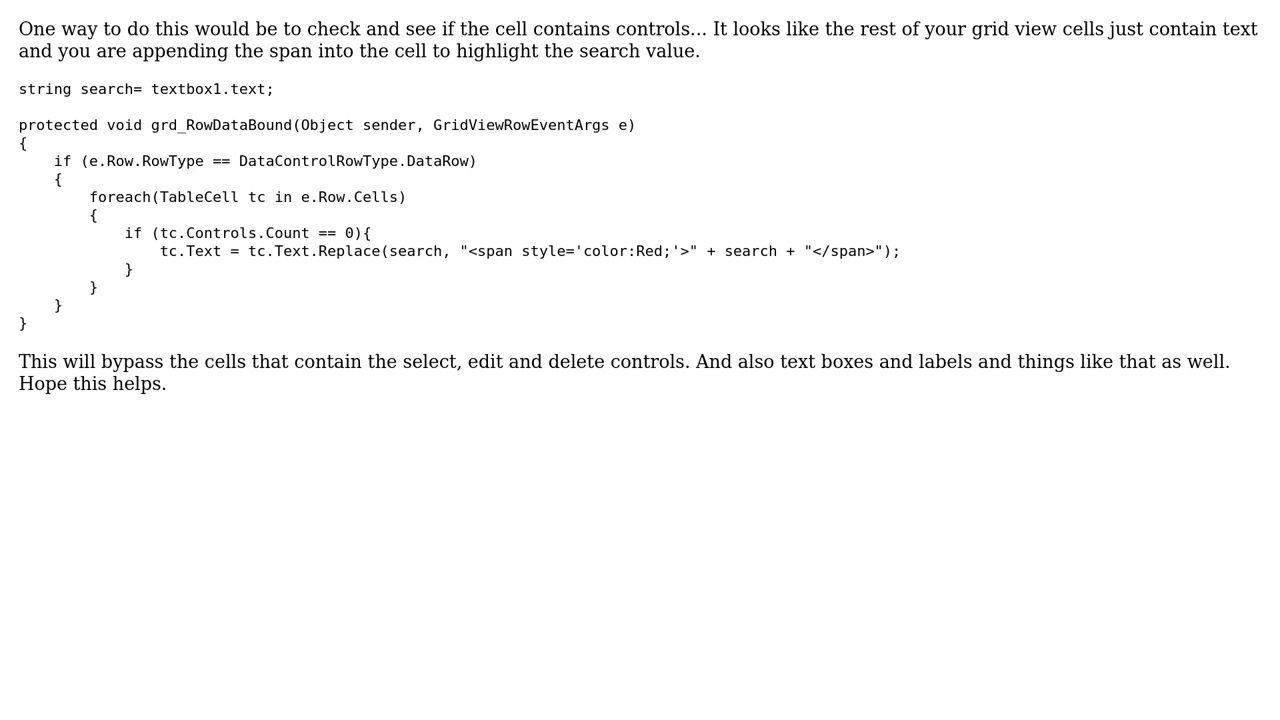 One way to do this would be to check and see if the cell contains controls... It looks like the rest of your grid view cells just contain text
and you are appending the span into the cell to highlight the search value.
string search= textbox1.text;
protected void grd_RowDataBound(Object sender, GridViewRowEventArgs e)
{
    if (e.Row.RowType == DataControlRowType.DataRow)
    {
        foreach(TableCell tc in e.Row.Cells)
        {
            if (tc.Controls.Count == 0){
                tc.Text = tc.Text.Replace(search, "<span style='color:Red;'>" + search + "</span>");
            }
        }
    }
}
This will bypass the cells that contain the select, edit and delete controls. And also text boxes and labels and things like that as well.
Hope this helps.